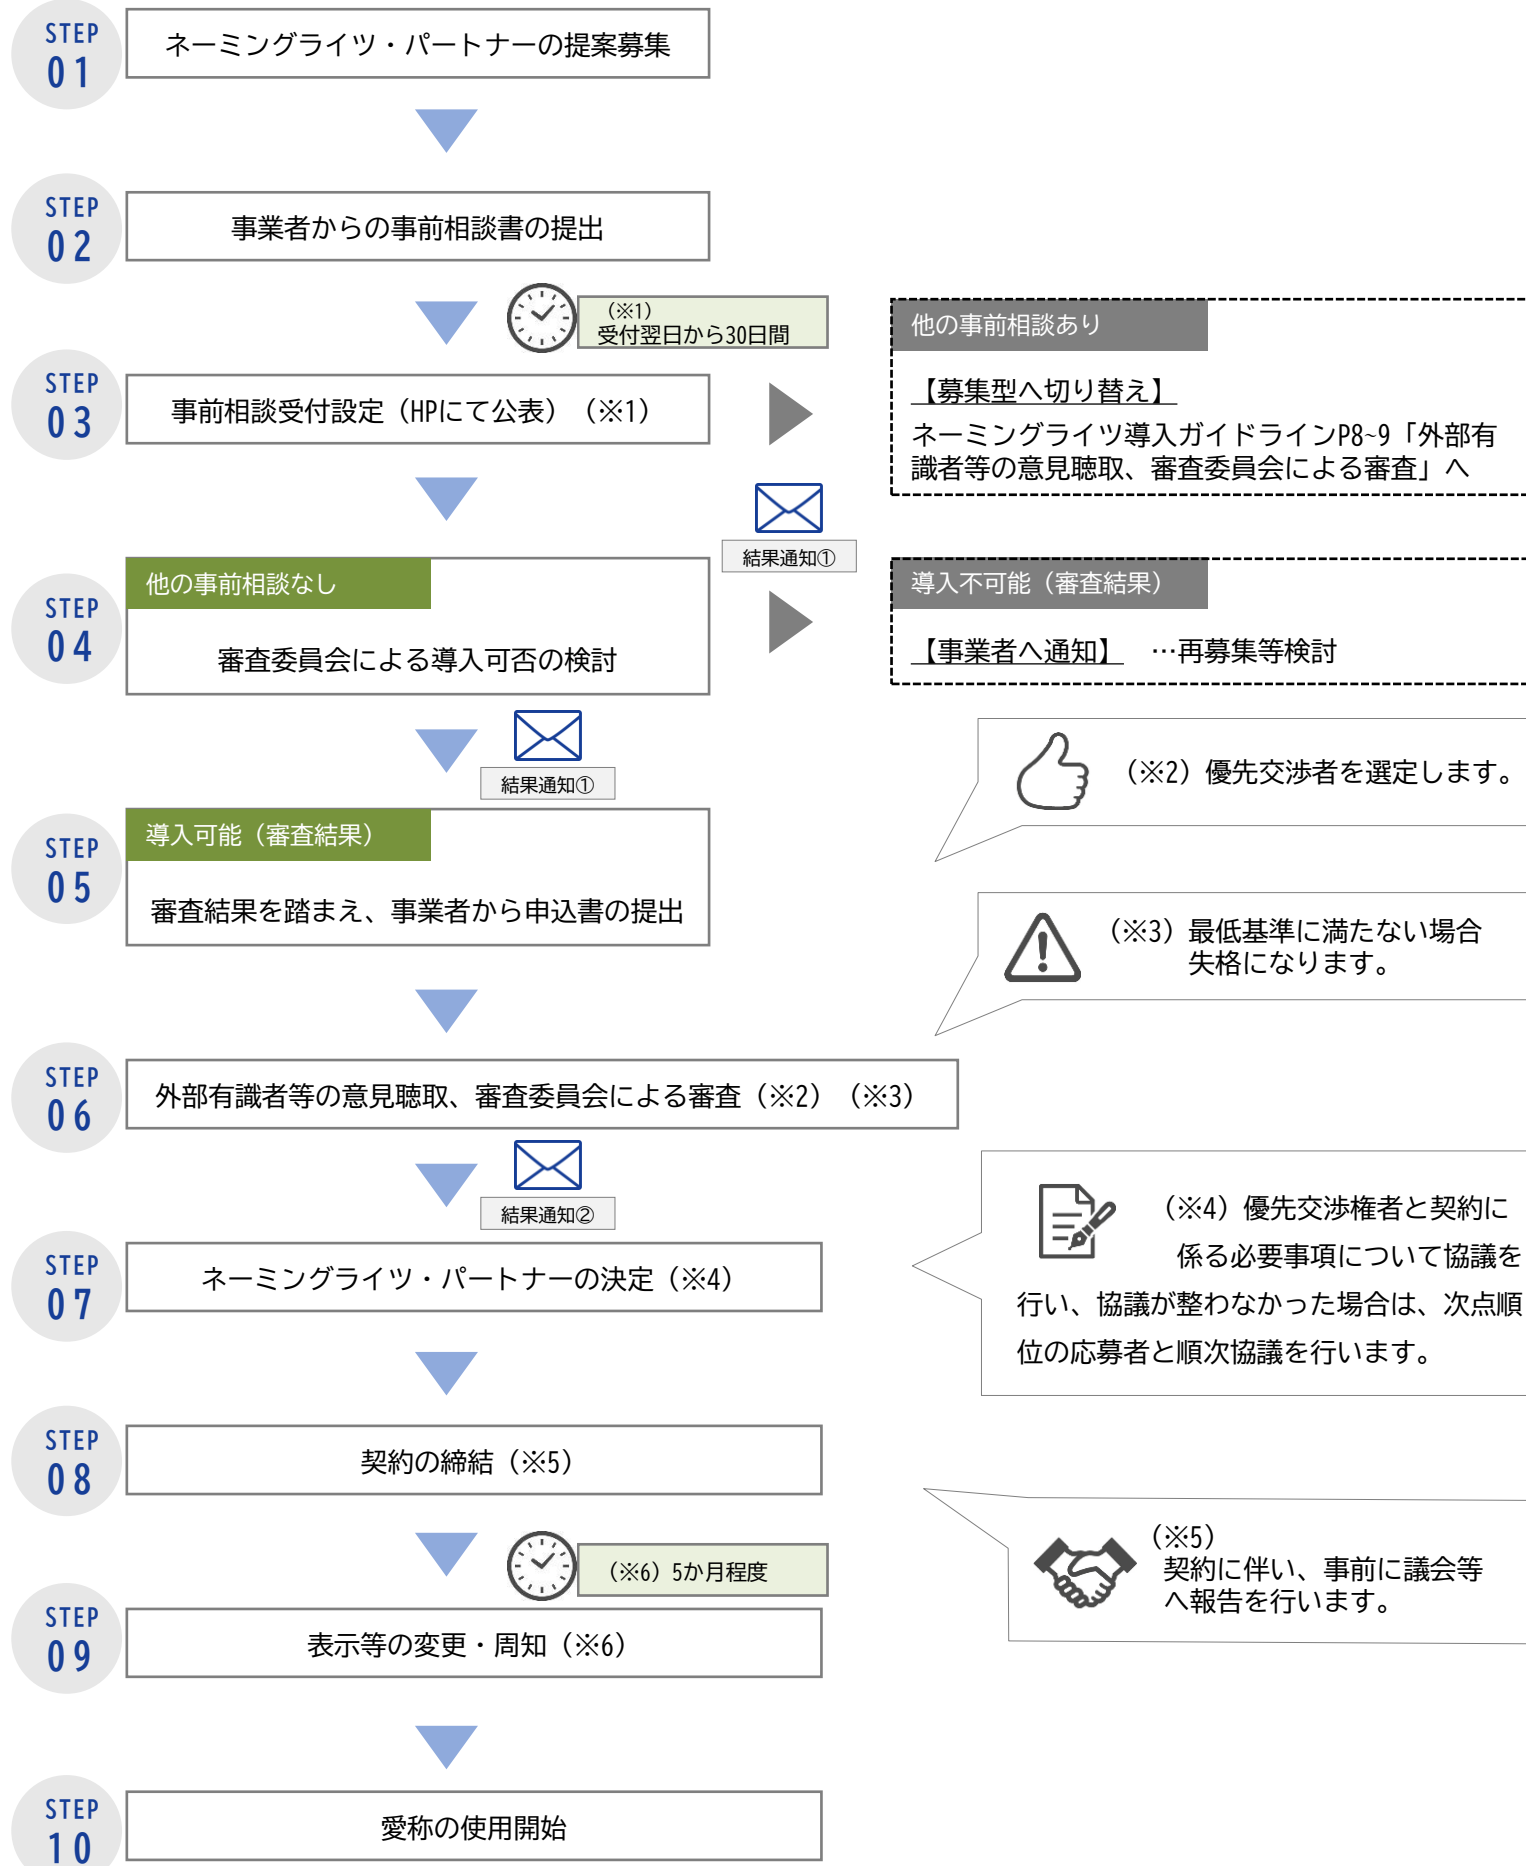 STEP
01
ネーミングライツ・パートナーの提案募集
STEP
02
事業者からの事前相談書の提出
(※1)
受付翌日から30日間
STEP
03
事前相談受付設定（HPにて公表）（※1）
他の事前相談あり
【募集型へ切り替え】
ネーミングライツ導入ガイドラインP8~9「外部有
識者等の意見聴取、審査委員会による審査」へ
結果通知①
STEP
04
他の事前相談なし
審査委員会による導入可否の検討
導入不可能（審査結果）
【事業者へ通知】　…再募集等検討
結果通知①
（※2）優先交渉者を選定します。
STEP
05
導入可能（審査結果）
審査結果を踏まえ、事業者から申込書の提出
（※3）最低基準に満たない場合
失格になります。
STEP
06
外部有識者等の意見聴取、審査委員会による審査（※2）（※3）
結果通知②
STEP
07
ネーミングライツ・パートナーの決定（※4）
（※4）優先交渉権者と契約に
係る必要事項について協議を
行い、協議が整わなかった場合は、次点順
位の応募者と順次協議を行います。
STEP
08
契約の締結（※5）
（※6）5か月程度
（※5）
契約に伴い、事前に議会等
へ報告を行います。
STEP
09
表示等の変更・周知（※6）
STEP
10
愛称の使用開始